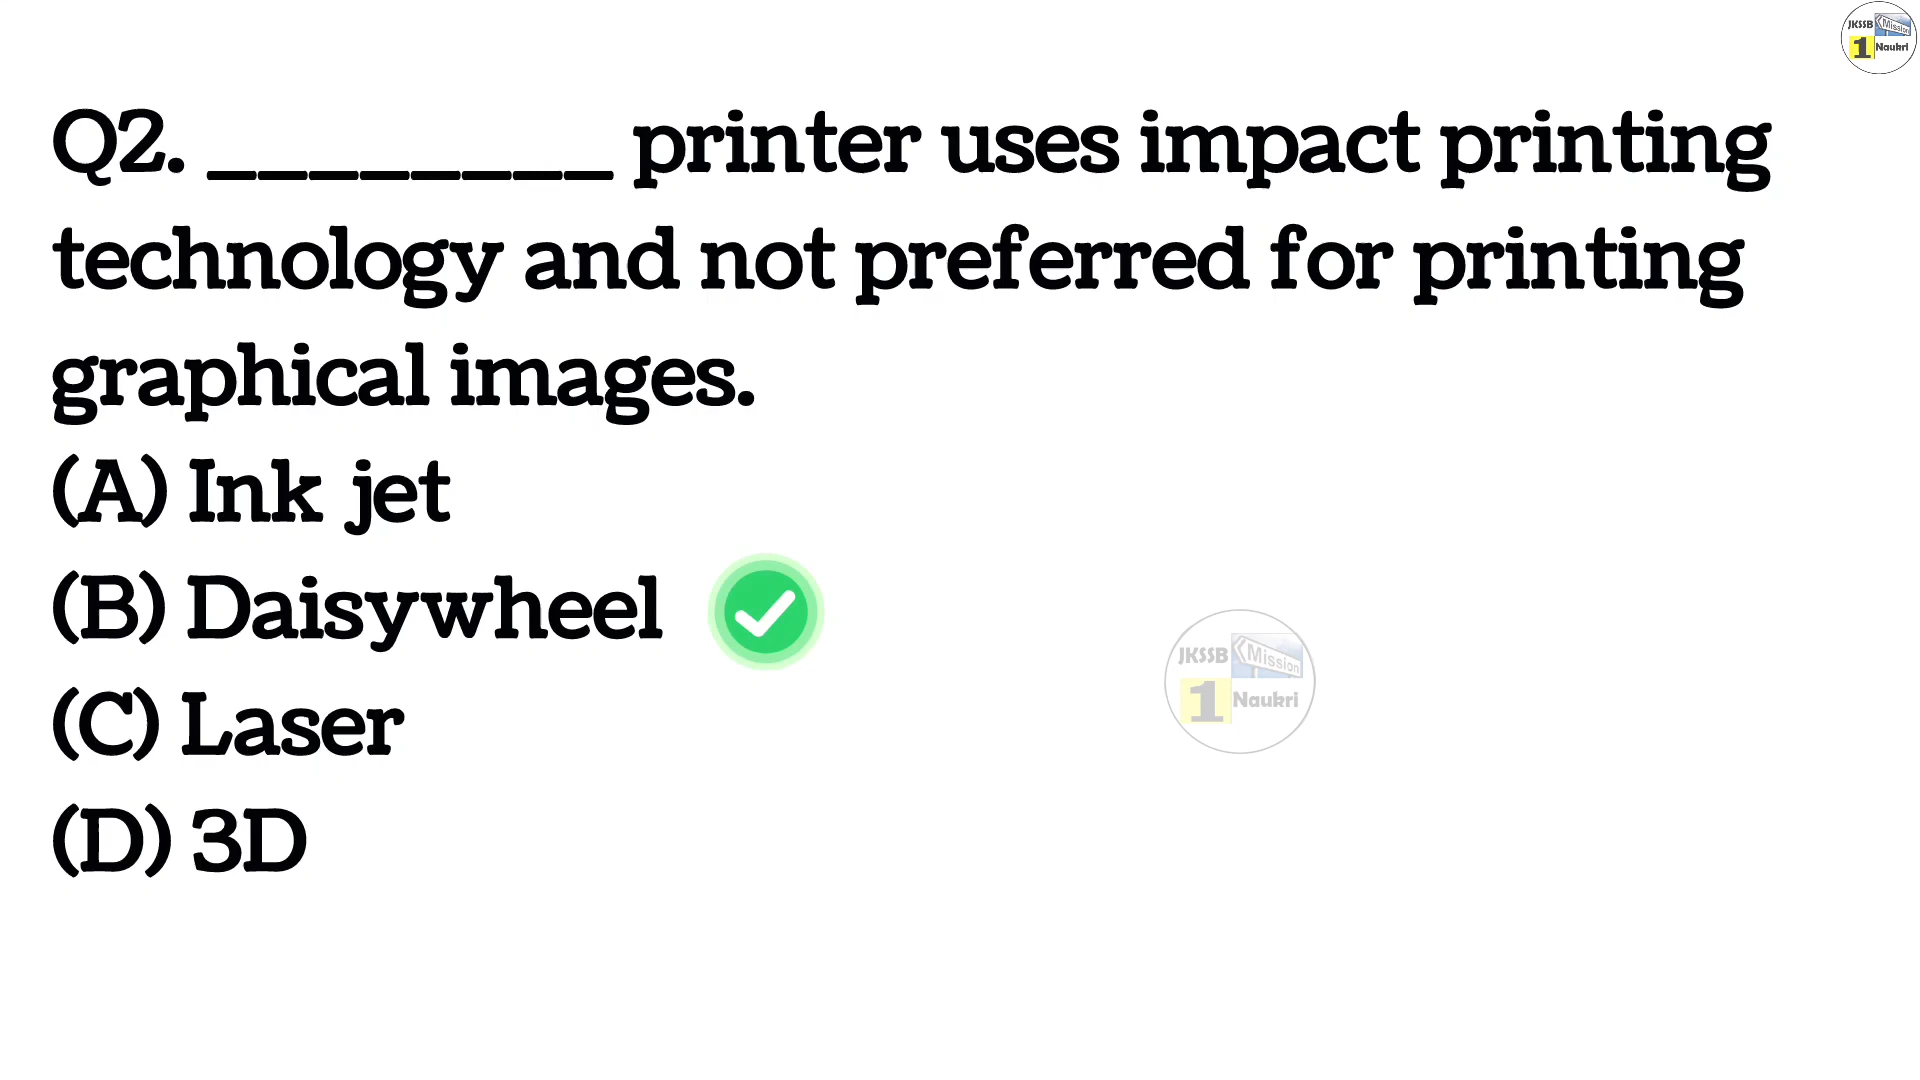 JKSSB Mission
1 Naukri
Q2. ________ printer uses impact printing
technology and not preferred for printing
graphical images.
(A) Ink jet
(B) Daisywheel
(C) Laser
(D) 3D
JKSSB Mission
1 Naukri